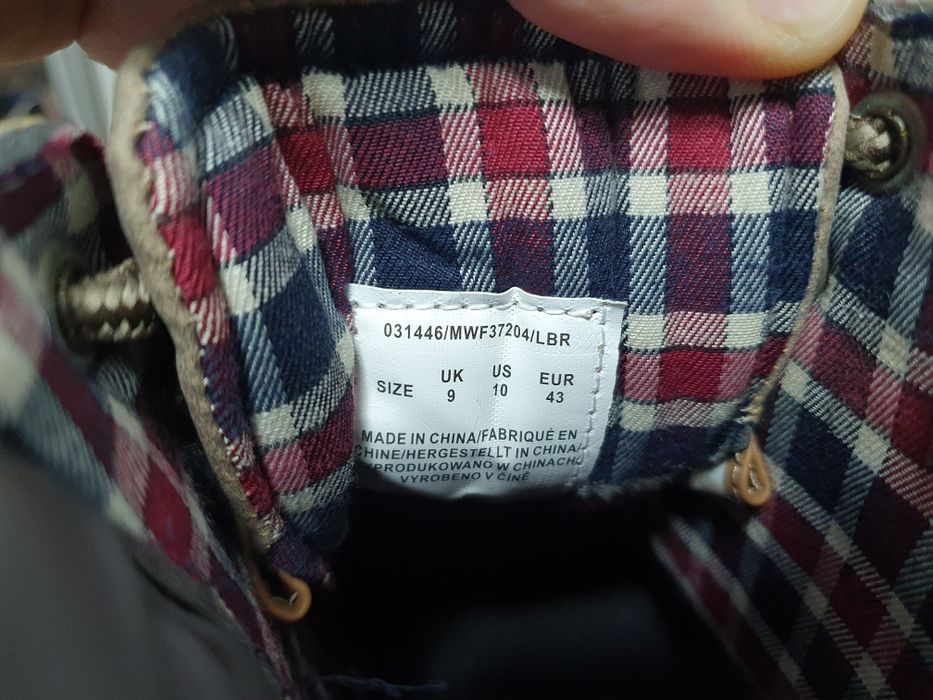 031446/MWF37204/LBR
SIZE UK 9 US 10 EUR 43
MADE IN CHINA/FABRIQUÉ EN
CHINE/HERGESTELLT IN CHINA/
WYPRODUKOWANO W CHINACH/
VYROBENO V ČÍNĚ